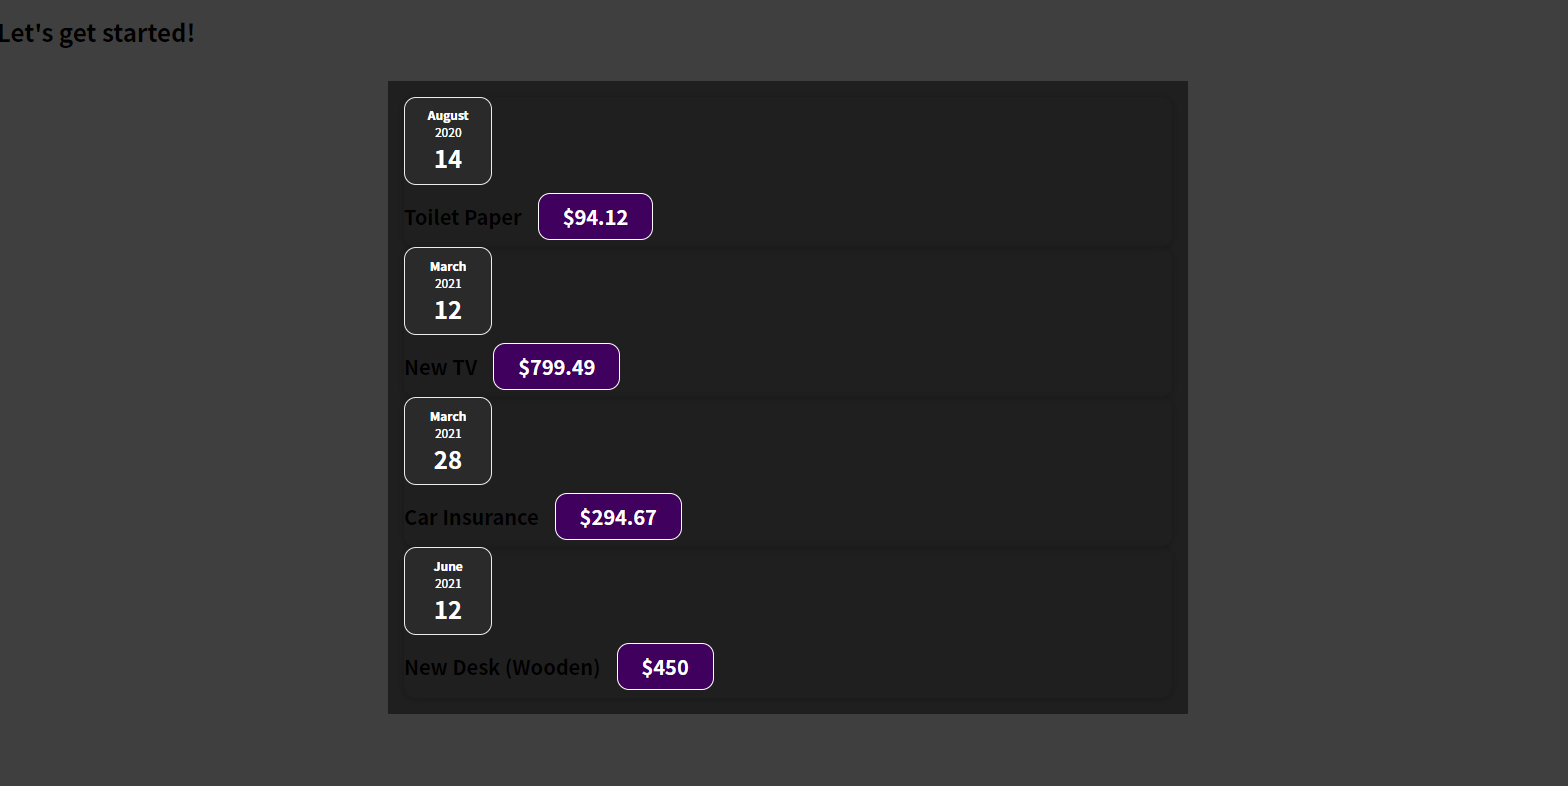 Let's get started!
August
2020
14
Toilet Paper
$94.12
March
2021
12
New TV
$799.49
March
2021
28
Car Insurance
$294.67
June
2021
12
New Desk (Wooden)
$450